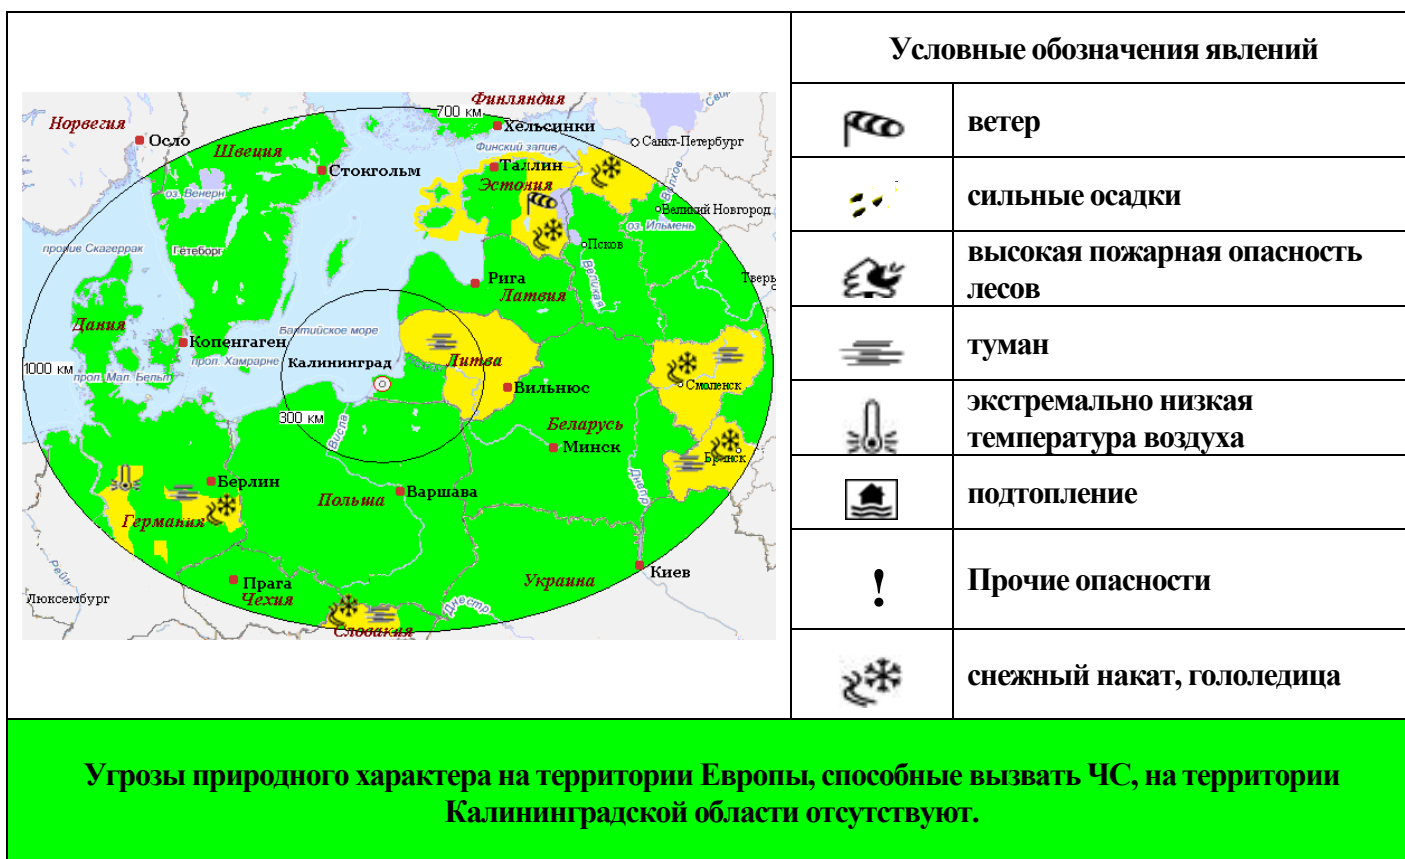 Условные обозначения явлений
ветер
сильные осадки
высокая пожарная опасность
лесов
туман
экстремально низкая
температура воздуха
подтопление
!
Прочие опасности
снежный накат, гололедица
Финляндия
700 км
Норвегия
Осло
Хельсинки
Швеция
Финский залив
Санкт-Петербург
Стокгольм
Таллин
Эстония
Волхов
оз. Венерн
Великий Новгород
оз. Ильмень
пролив Скагеррак
Гётеборг
Псков
Великая
Рига
Тверь
Латвия
Дания
Балтийское море
Копенгаген
прол. Хамрарне
Калининград
Литва
1000 км
прол. Мал. Бельт
Смоленск
Вильнюс
300 км
Висла
Беларусь
Минск
Брянск
Берлин
Варшава
Польша
Днепр
Германия
Рейн
Прага
Чехия
Украина
Киев
Люксембург
Днестр
Словакия
Угрозы природного характера на территории Европы, способные вызвать ЧС, на территории
Калининградской области отсутствуют.